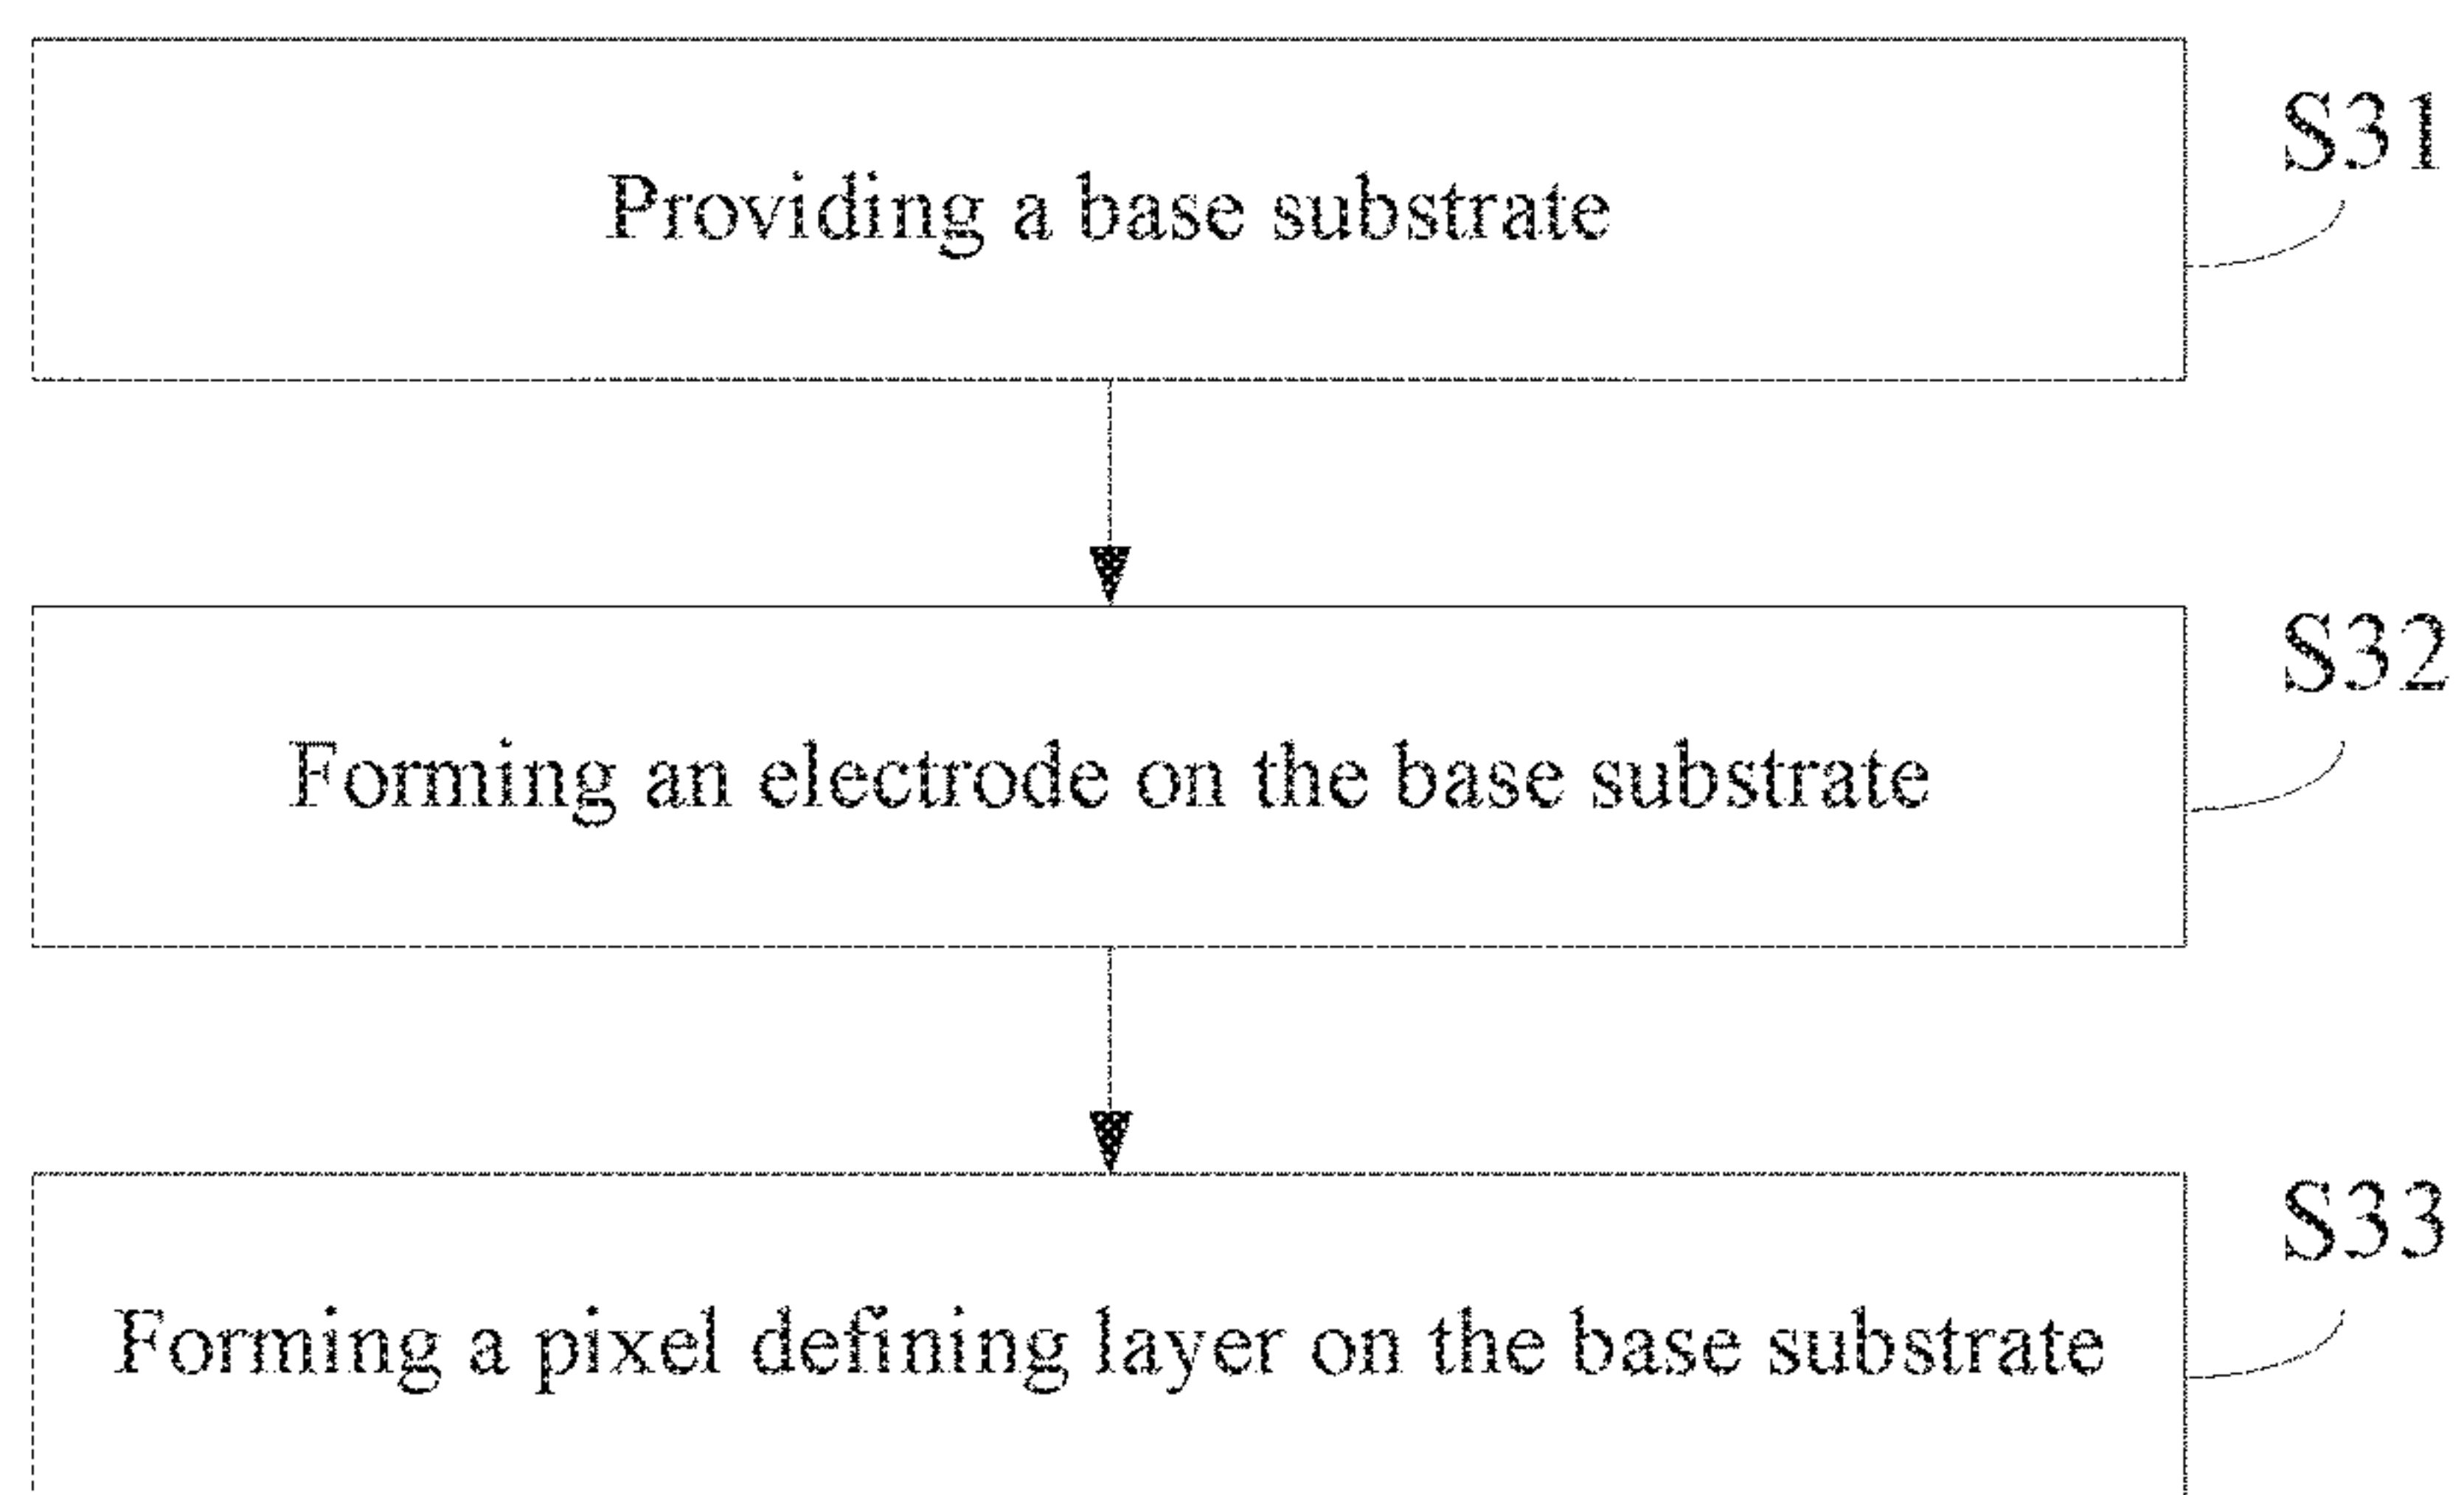 S31
Providing a base substrate
S32
Forming an electrode on the base substrate
S33
Forming a pixel defining layer on the base substrate